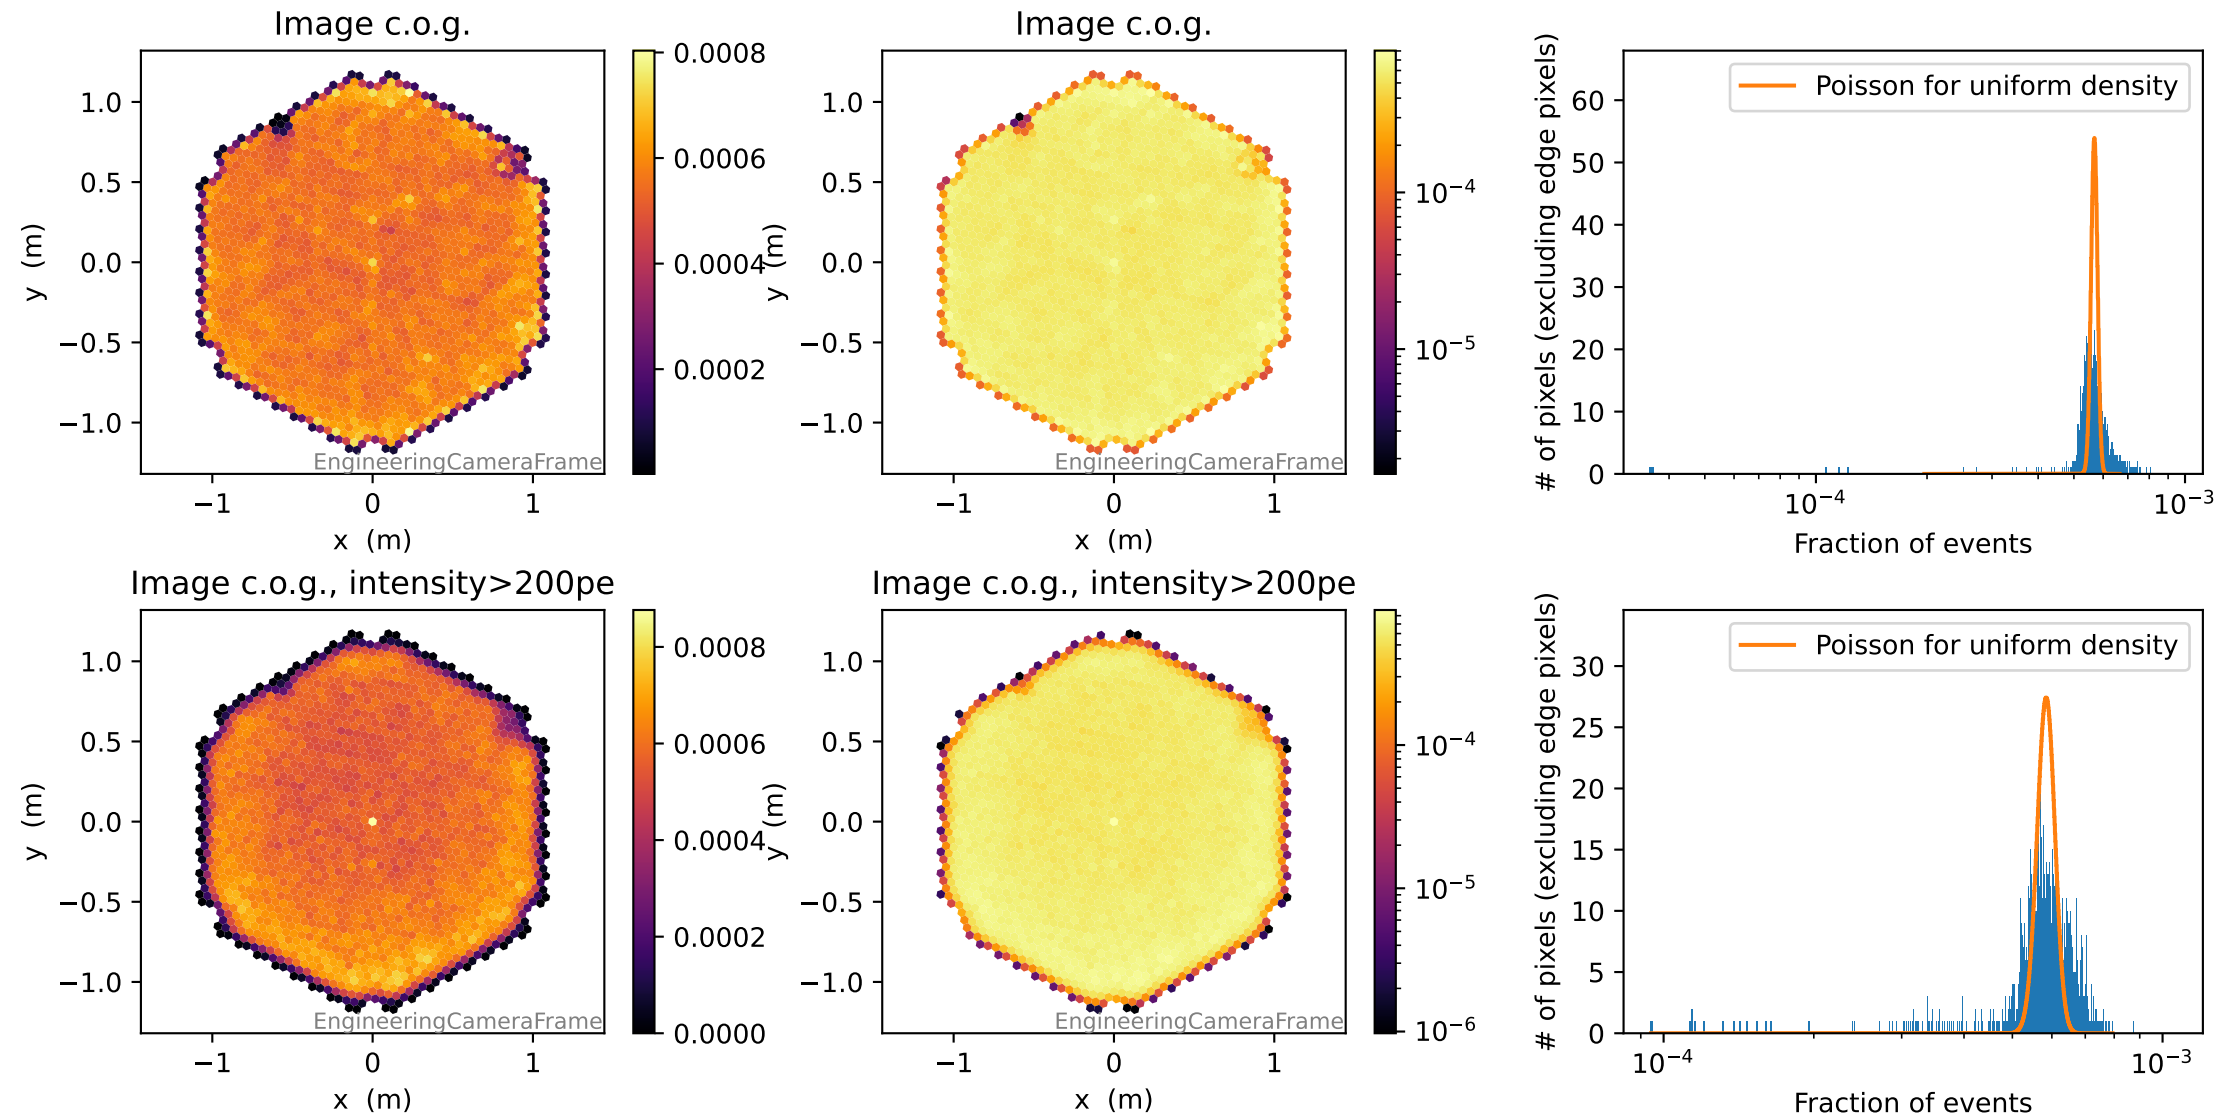 Image c.o.g.
1.0
0.5
0.0
−0.5
−1.0
y (m)
−1 0 1
x (m)
EngineeringCameraFrame
0.0008
0.0006
0.0004
0.0002
Image c.o.g.
1.0
0.5
0.0
−0.5
−1.0
y (m)
−1 0 1
x (m)
EngineeringCameraFrame
10−4
10−5
Poisson for uniform density
60
50
40
30
20
10
0
# of pixels (excluding edge pixels)
10−4 10−3
Fraction of events
Image c.o.g., intensity>200pe
1.0
0.5
0.0
−0.5
−1.0
y (m)
−1 0 1
x (m)
EngineeringCameraFrame
0.0008
0.0006
0.0004
0.0002
0.0000
Image c.o.g., intensity>200pe
1.0
0.5
0.0
−0.5
−1.0
y (m)
−1 0 1
x (m)
EngineeringCameraFrame
10−4
10−5
10−6
Poisson for uniform density
30
25
20
15
10
5
0
# of pixels (excluding edge pixels)
10−4 10−3
Fraction of events